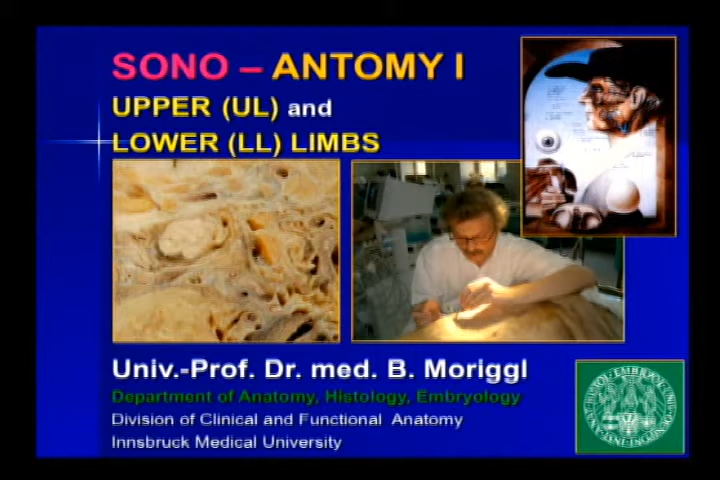 SONO – ANTOMY I
UPPER (UL) and
LOWER (LL) LIMBS
Univ.-Prof. Dr. med. B. Moriggl
Department of Anatomy, Histology, Embryology
Division of Clinical and Functional Anatomy
Innsbruck Medical University